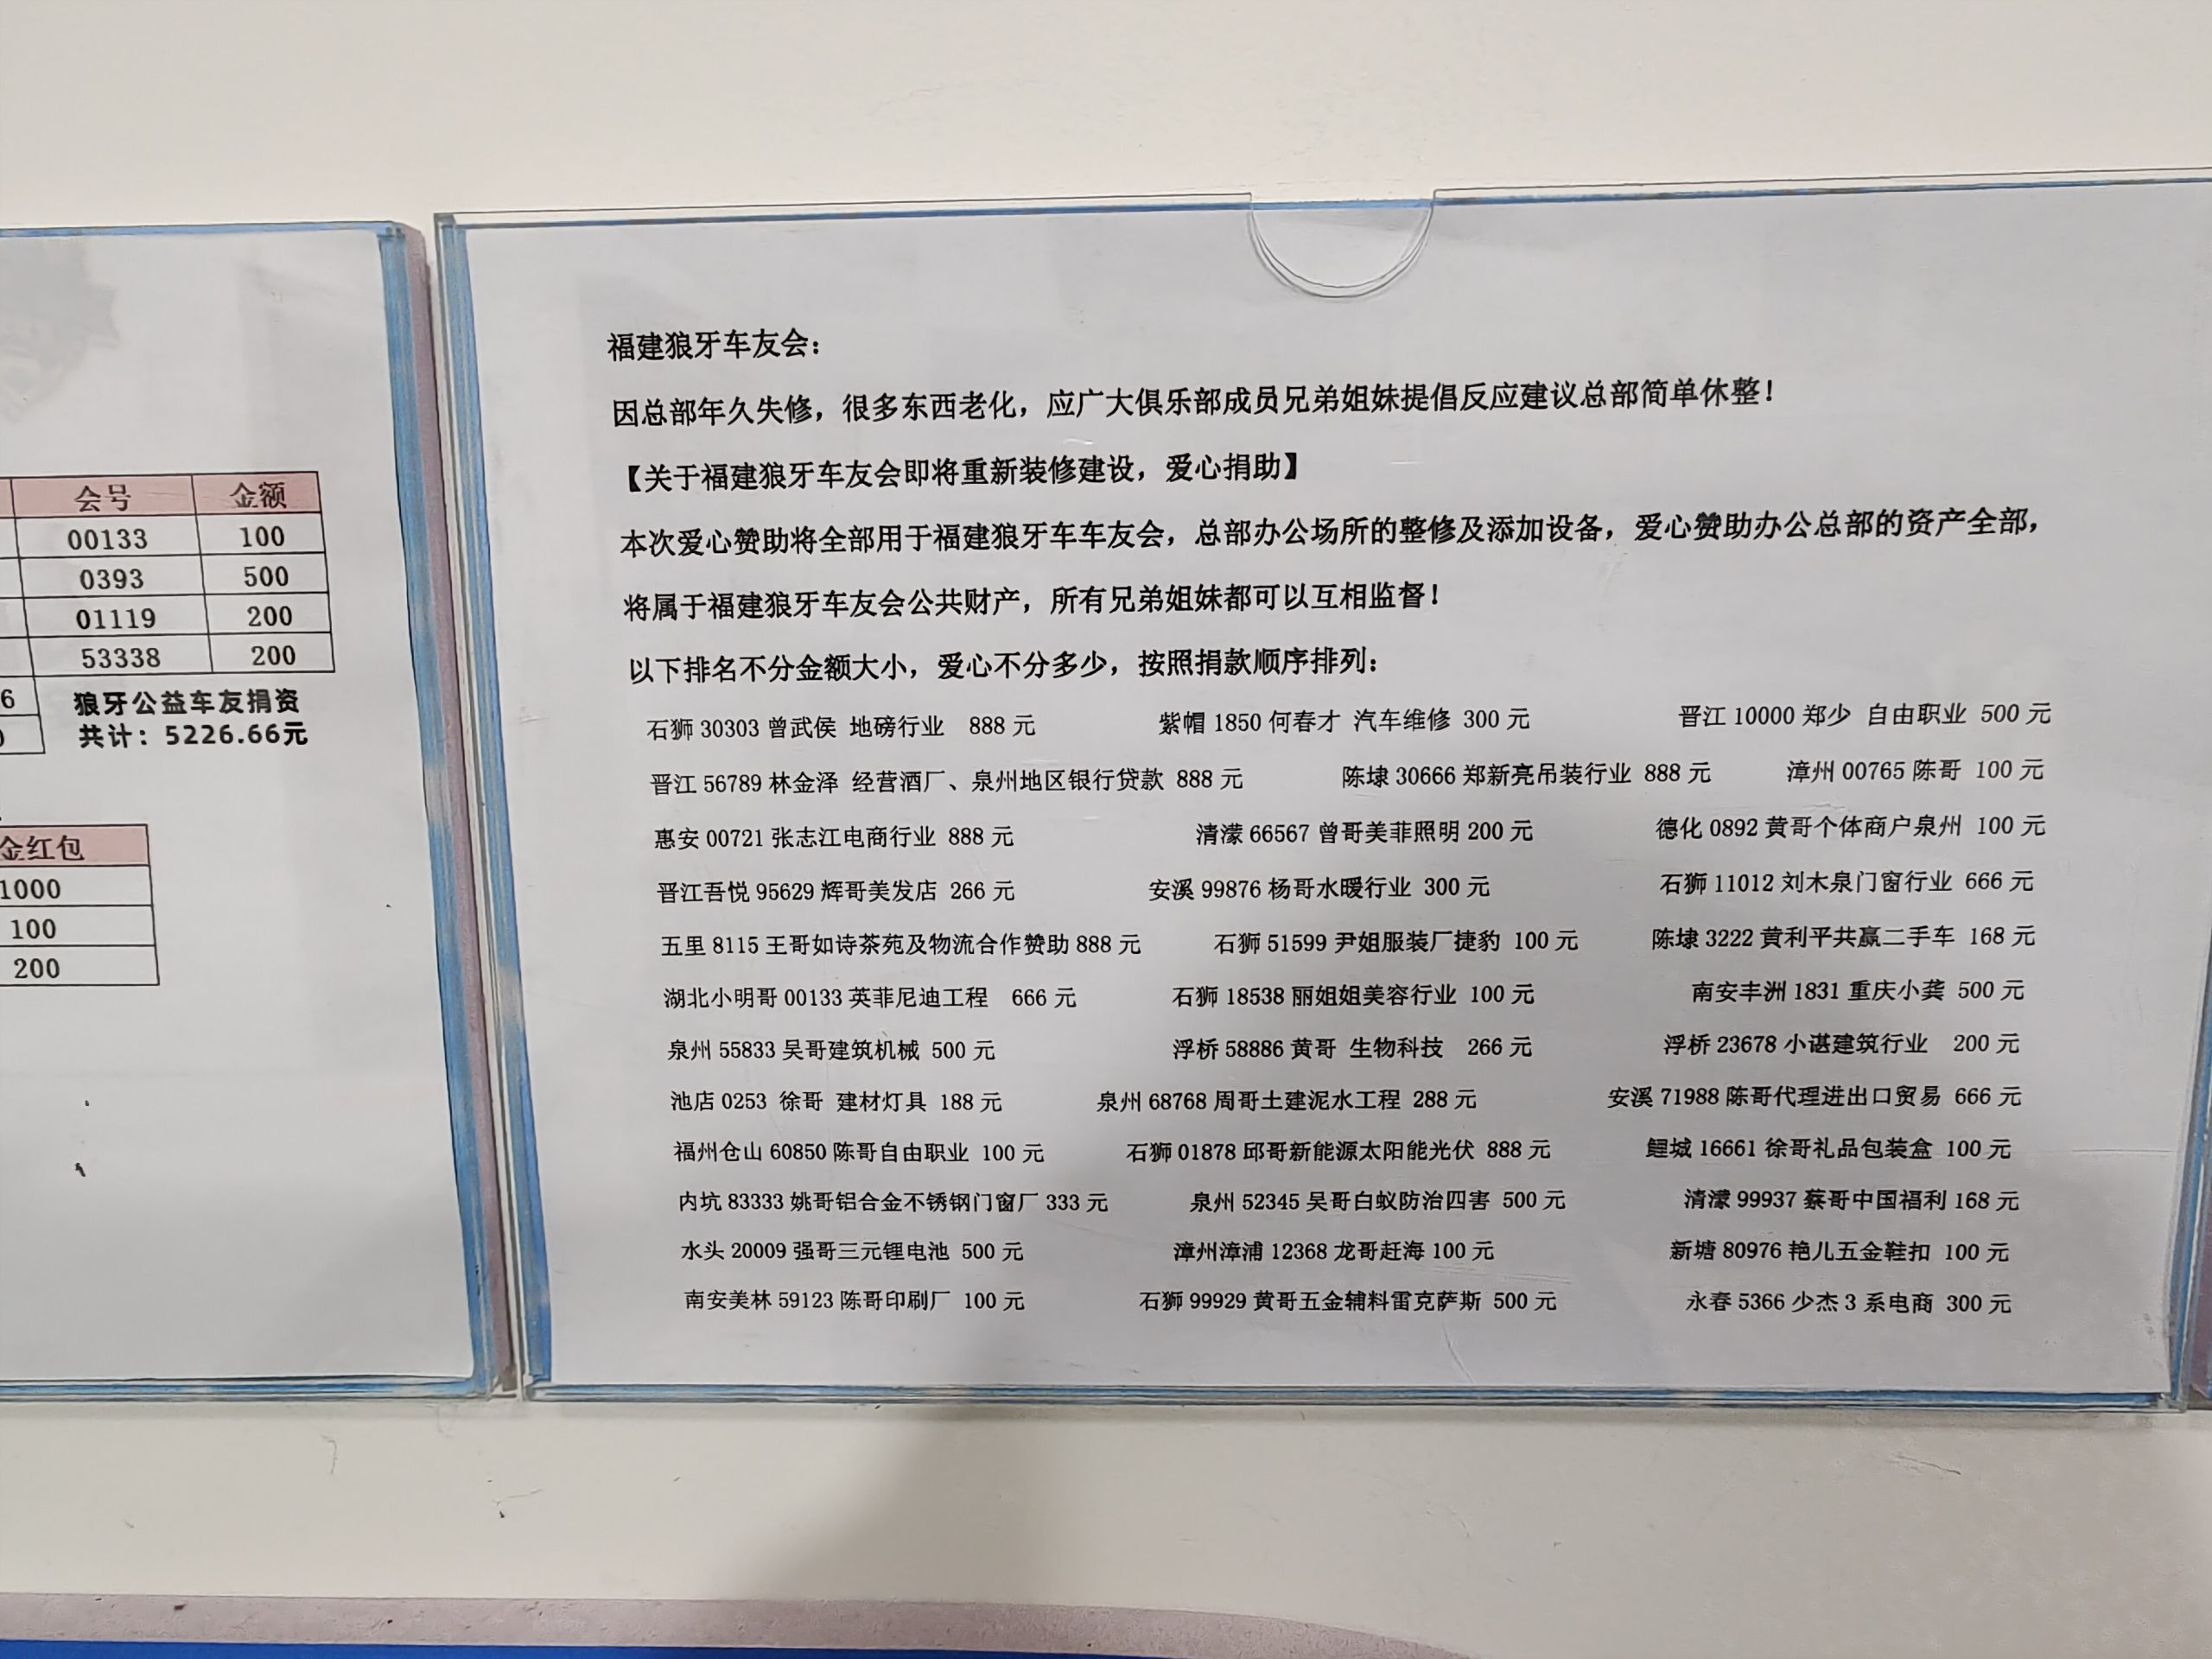 会号 金额
00133 100
0393 500
01119 200
53338 200
6
狼牙公益车友捐资
共计：5226.66元
金红包
1000
100
200
福建狼牙车友会：
因总部年久失修，很多东西老化，应广大俱乐部成员兄弟姐妹提倡反应建议总部简单休整！
【关于福建狼牙车友会即将重新装修建设，爱心捐助】
本次爱心赞助将全部用于福建狼牙车车友会，总部办公场所的整修及添加设备，爱心赞助办公总部的资产全部，
将属于福建狼牙车友会公共财产，所有兄弟姐妹都可以互相监督！
以下排名不分金额大小，爱心不分多少，按照捐款顺序排列：
石狮 30303 曾武侯 地磅行业 888 元 紫帽 1850 何春才 汽车维修 300 元 晋江 10000 郑少 自由职业 500 元
晋江 56789 林金泽 经营酒厂、泉州地区银行贷款 888 元 陈埭 30666 郑新亮吊装行业 888 元 漳州 00765 陈哥 100 元
惠安 00721 张志江电商行业 888 元 清濛 66567 曾哥美菲照明 200 元 德化 0892 黄哥个体商户泉州 100 元
晋江吾悦 95629 辉哥美发店 266 元 安溪 99876 杨哥水暖行业 300 元 石狮 11012 刘木泉门窗行业 666 元
五里 8115 王哥如诗茶苑及物流合作赞助 888 元 石狮 51599 尹姐服装厂捷豹 100 元 陈埭 3222 黄利平共赢二手车 168 元
湖北小明哥 00133 英菲尼迪工程 666 元 石狮 18538 丽姐姐美容行业 100 元 南安丰洲 1831 重庆小龚 500 元
泉州 55833 吴哥建筑机械 500 元 浮桥 58886 黄哥 生物科技 266 元 浮桥 23678 小谌建筑行业 200 元
池店 0253 徐哥 建材灯具 188 元 泉州 68768 周哥土建泥水工程 288 元 安溪 71988 陈哥代理进出口贸易 666 元
福州仓山 60850 陈哥自由职业 100 元 石狮 01878 邱哥新能源太阳能光伏 888 元 鲤城 16661 徐哥礼品包装盒 100 元
内坑 83333 姚哥铝合金不锈钢门窗厂 333 元 泉州 52345 吴哥白蚁防治四害 500 元 清濛 99937 蔡哥中国福利 168 元
水头 20009 强哥三元锂电池 500 元 漳州漳浦 12368 龙哥赶海 100 元 新塘 80976 艳儿五金鞋扣 100 元
南安美林 59123 陈哥印刷厂 100 元 石狮 99929 黄哥五金辅料雷克萨斯 500 元 永春 5366 少杰 3 系电商 300 元